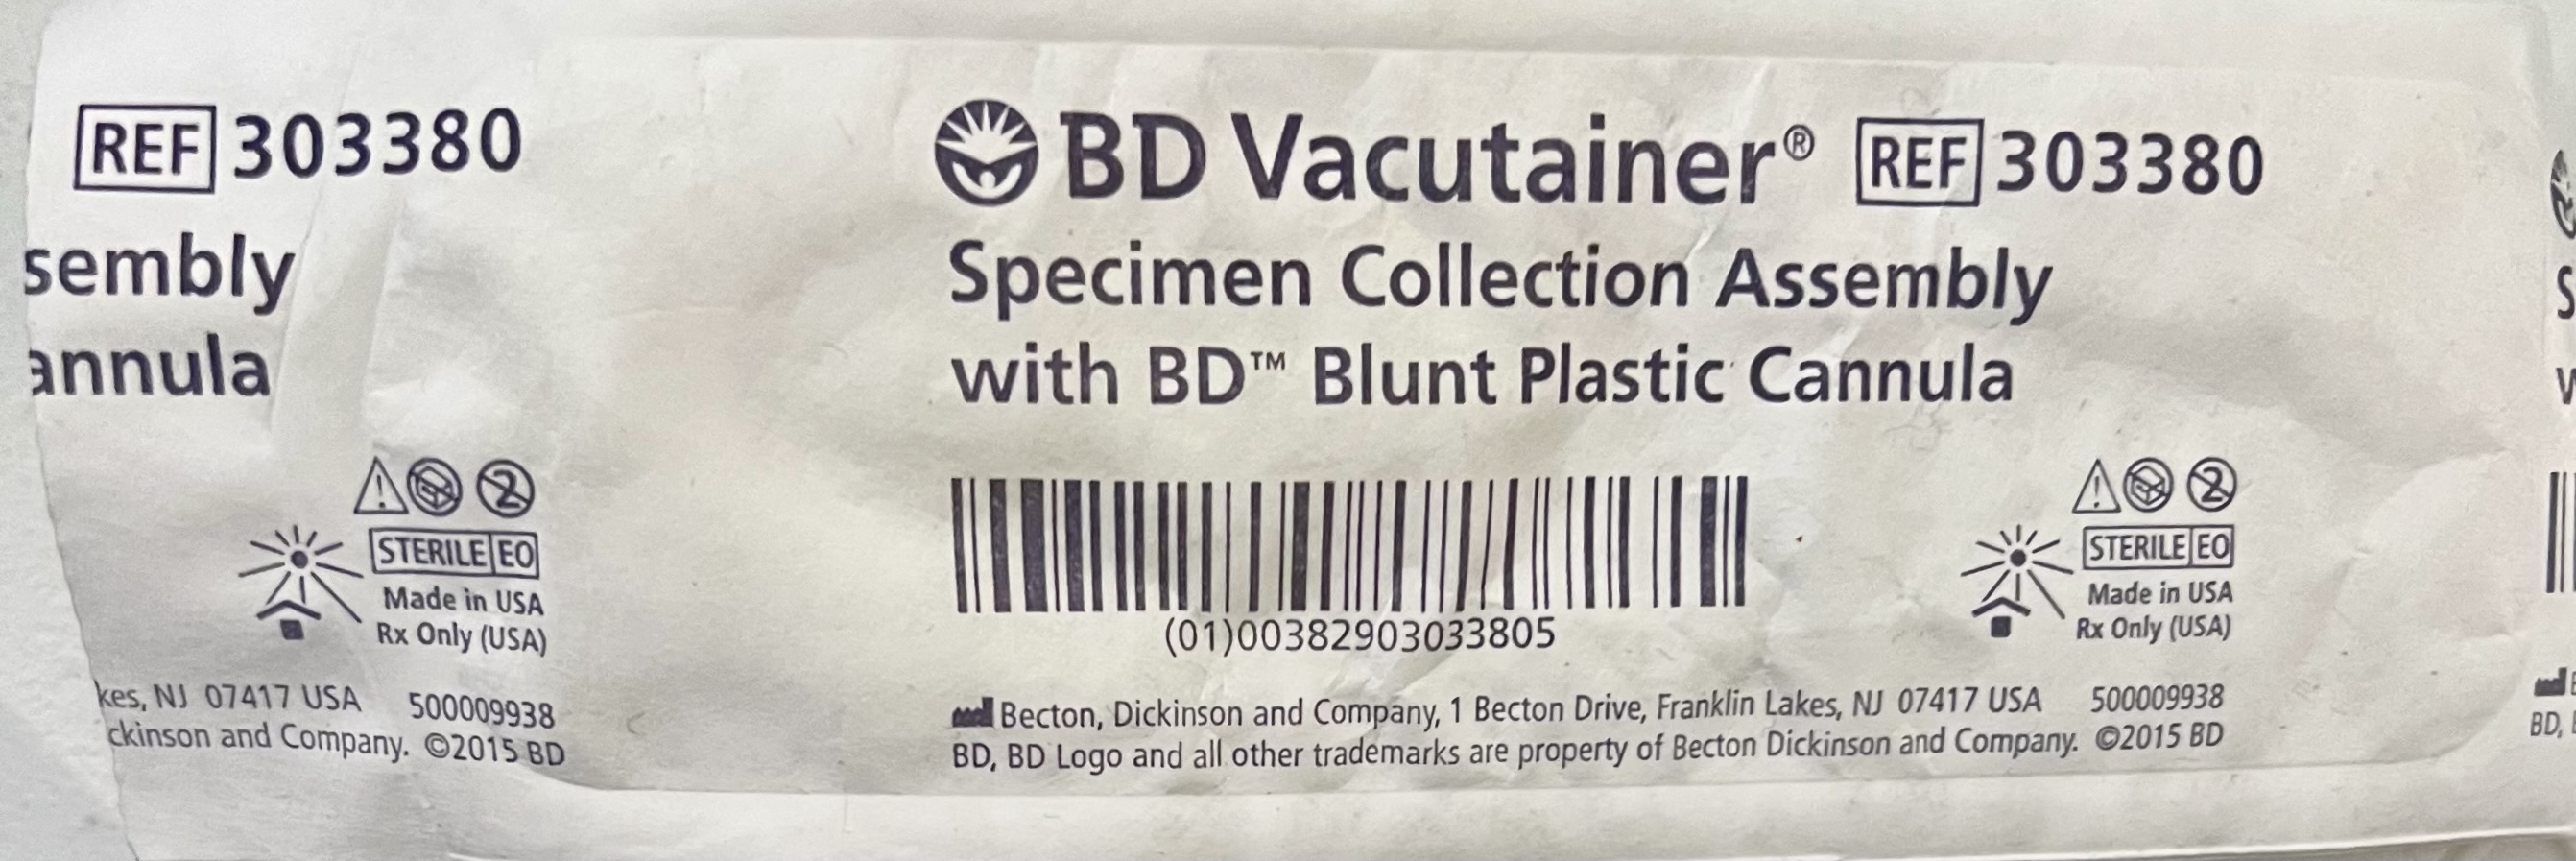 REF 303380
sembly
annula
STERILE EO
Made in USA
Rx Only (USA)
kes, NJ 07417 USA 500009938
ckinson and Company. ©2015 BD
BD Vacutainer® REF 303380
Specimen Collection Assembly
with BD™ Blunt Plastic Cannula
(01)00382903033805
STERILE EO
Made in USA
Rx Only (USA)
Becton, Dickinson and Company, 1 Becton Drive, Franklin Lakes, NJ 07417 USA 500009938
BD, BD Logo and all other trademarks are property of Becton Dickinson and Company. ©2015 BD
BD,